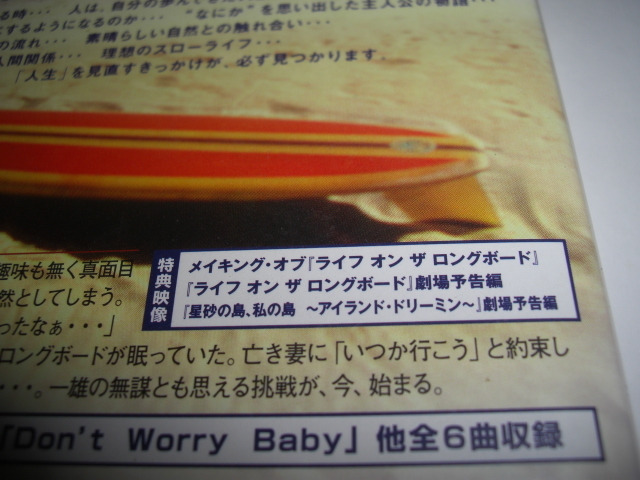 る時・・・ 人は、自分の歩んできた
するようになるのか・・・ “なにか”を思い出した主人公の物語・・・
の流れ・・・ 素晴らしい自然との触れ合い・・・
人間関係・・・ 理想のスローライフ・・・
「人生」を見直すきっかけが、必ず見つかります。
趣味も無く真面目
然としてしまう。
ったなぁ・・・」
特典映像
メイキング・オブ『ライフ オン ザ ロングボード』
『ライフ オン ザ ロングボード』劇場予告編
『星砂の島、私の島 ～アイランド・ドリーミン～』劇場予告編
ロングボードが眠っていた。亡き妻に「いつか行こう」と約束し
・・・。一雄の無謀とも思える挑戦が、今、始まる。
「Don't Worry Baby」他全6曲収録